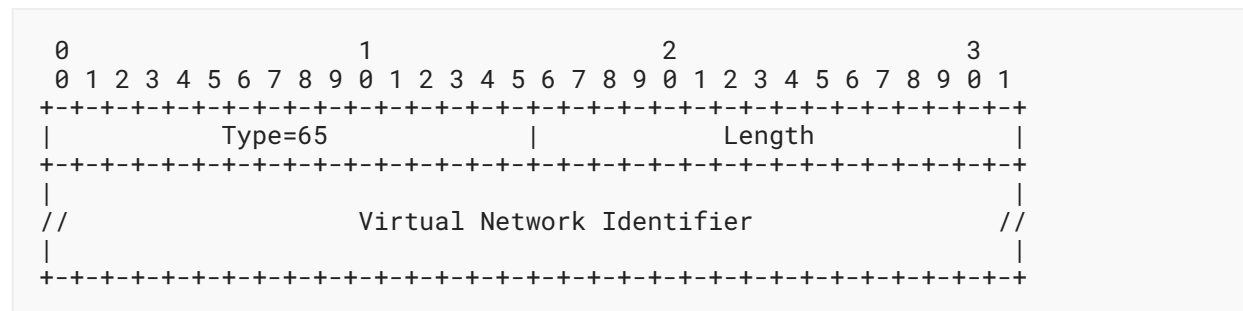 0                   1                   2                   3
 0 1 2 3 4 5 6 7 8 9 0 1 2 3 4 5 6 7 8 9 0 1 2 3 4 5 6 7 8 9 0 1
+-+-+-+-+-+-+-+-+-+-+-+-+-+-+-+-+-+-+-+-+-+-+-+-+-+-+-+-+-+-+-+-+
|           Type=65             |            Length             |
+-+-+-+-+-+-+-+-+-+-+-+-+-+-+-+-+-+-+-+-+-+-+-+-+-+-+-+-+-+-+-+-+
|                                                               |
//                   Virtual Network Identifier                //
|                                                               |
+-+-+-+-+-+-+-+-+-+-+-+-+-+-+-+-+-+-+-+-+-+-+-+-+-+-+-+-+-+-+-+-+